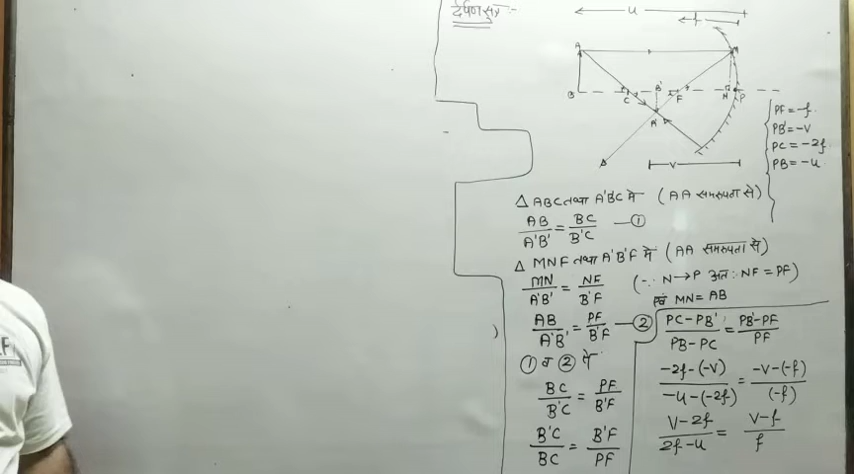 दर्पण सूत्र :-
u
f
A
M
B
C
B'
F
N P
A'
v
PF = -f
PB' = -v
PC = -2f
PB = -u
△ ABC तथा A'B'C में (AA समरूपता से)
AB/A'B' = BC/B'C —①
△ MNF तथा A'B'F में (AA समरूपता से)
MN/A'B' = NF/B'F (∵ N→P अतः NF = PF)
एवं MN = AB
AB/A'B' = PF/B'F —②
① व ② से
BC/B'C = PF/B'F
B'C/BC = B'F/PF
PC-PB'/PB-PC = PB'-PF/PF
-2f-(-v)/-u-(-2f) = -v-(-f)/(-f)
v-2f/2f-u = v-f/f